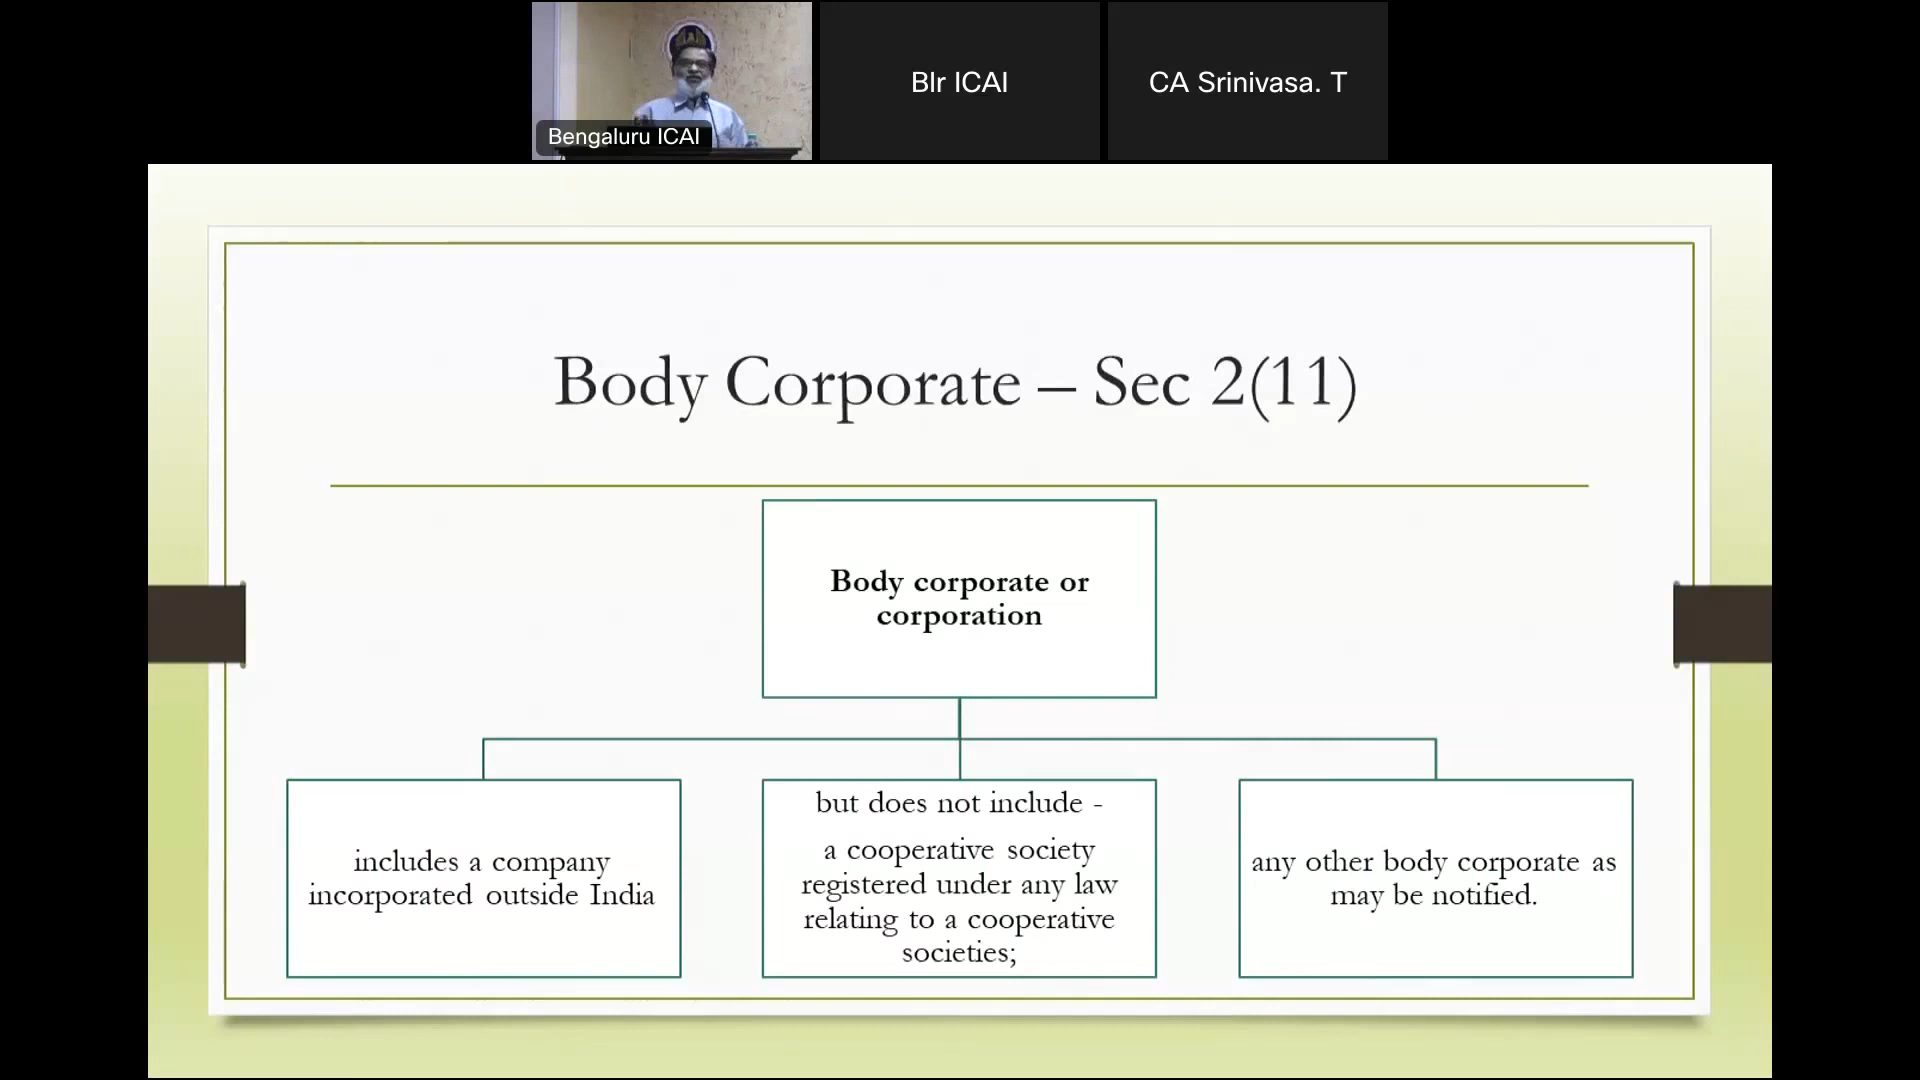 Bengaluru ICAI
Blr ICAI
CA Srinivasa. T
Body Corporate – Sec 2(11)
Body corporate or
corporation
includes a company
incorporated outside India
but does not include -
a cooperative society
registered under any law
relating to a cooperative
societies;
any other body corporate as
may be notified.